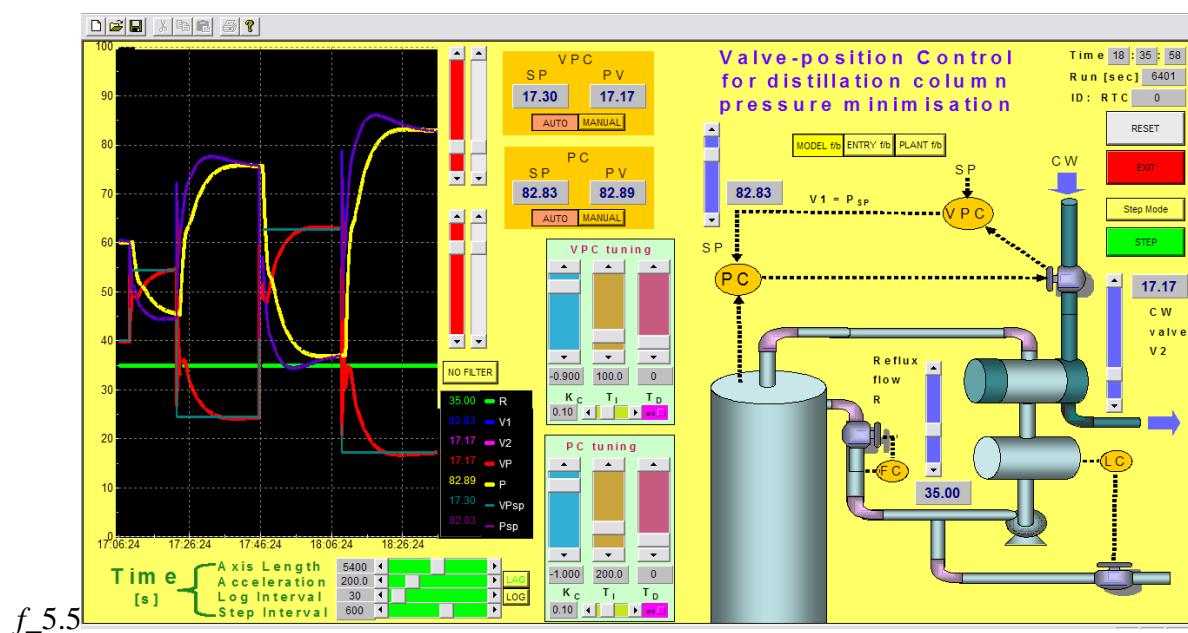 100
90
80
70
60
50
40
30
20
10
0
17:06:24 17:26:24 17:46:24 18:06:24 18:26:24
Time
[s]
Axis Length 5400
Acceleration 200.0
Log Interval 30
Step Interval 600
LAG
LOG
NO FILTER
35.00 R
82.83 V1
17.17 V2
17.17 VP
82.89 P
17.30 VPsp
82.83 Psp
VPC
SP PV
17.30 17.17
AUTO MANUAL
PC
SP PV
82.83 82.89
AUTO MANUAL
VPC tuning
-0.900 100.0 0
KC TI TD
0.10
PC tuning
-1.000 200.0 0
KC TI TD
0.10
Valve-position Control
for distillation column
pressure minimisation
MODEL f/b ENTRY f/b PLANT f/b
82.83
SP
V1 = PSP
VPC
SP
PC
CW
17.17
CW
valve
V2
Reflux
flow
R
35.00
FC
LC
Time 18 : 35 : 58
Run [sec] 6401
ID: RTC 0
RESET
EXIT
Step Mode
STEP
f_5.5